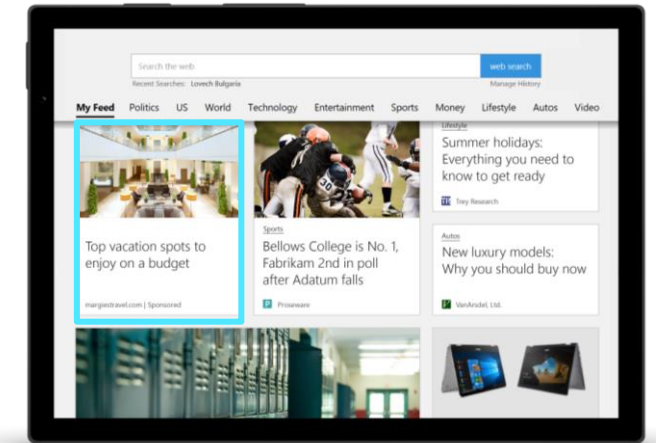 Search the web
web search
Recent Searches: Lovech Bulgaria
Manage History
My Feed Politics US World Technology Entertainment Sports Money Lifestyle Autos Video
Top vacation spots to
enjoy on a budget
margiestravel.com | Sponsored
30
Sports
Bellows College is No. 1,
Fabrikam 2nd in poll
after Adatum falls
Proseware
Lifestyle
Summer holidays:
Everything you need to
know to get ready
Trey Research
Autos
New luxury models:
Why you should buy now
VanArsdel, Ltd.